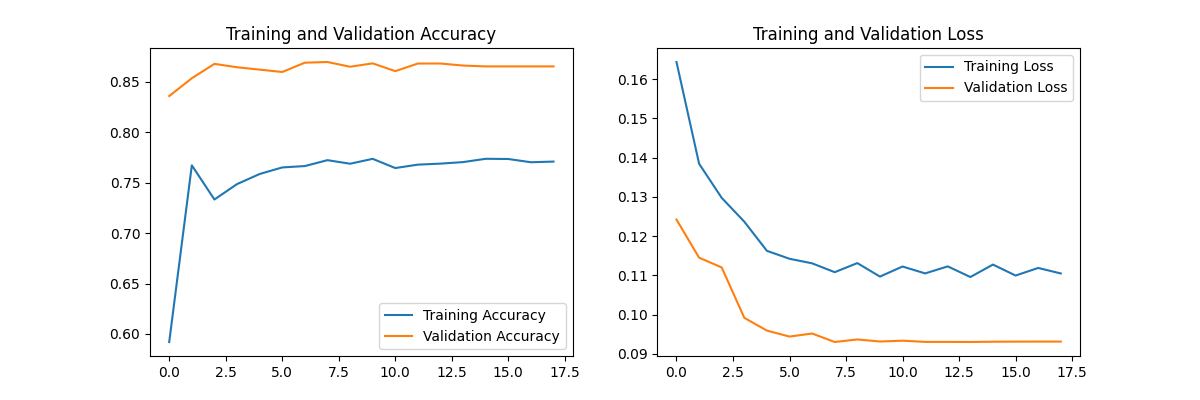 Training and Validation Accuracy
0.85
0.80
0.75
0.70
0.65
0.60
Training Accuracy
Validation Accuracy
0.0 2.5 5.0 7.5 10.0 12.5 15.0 17.5
Training and Validation Loss
0.16
0.15
0.14
0.13
0.12
0.11
0.10
0.09
Training Loss
Validation Loss
0.0 2.5 5.0 7.5 10.0 12.5 15.0 17.5